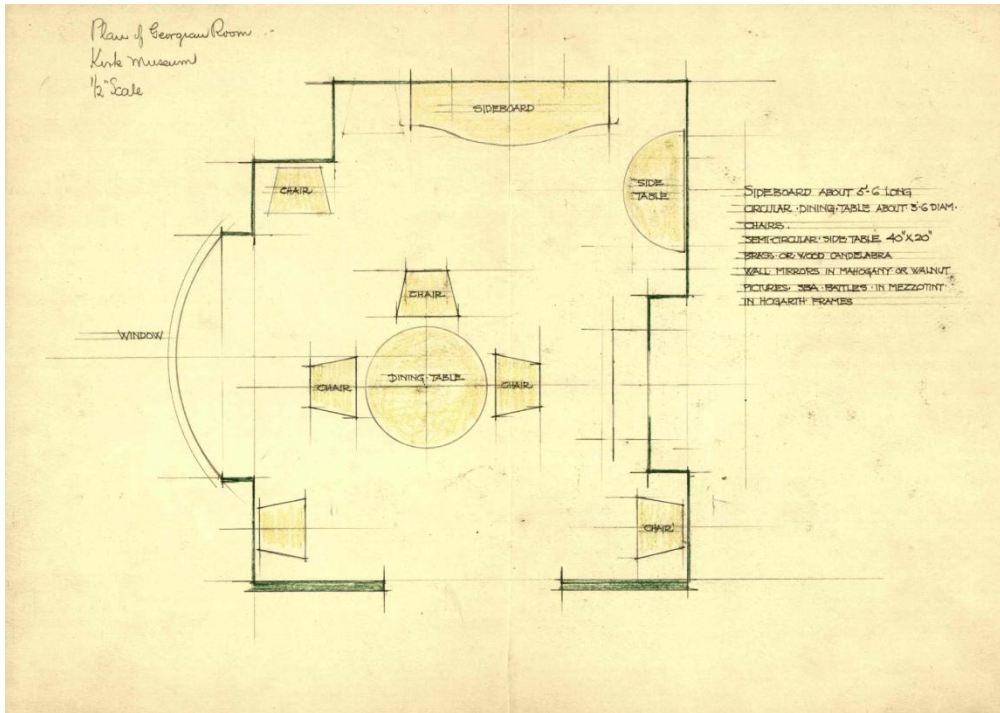 Plan of Georgian Room
Kirk Museum
1/2" Scale
SIDEBOARD
CHAIR
SIDE
TABLE
SIDEBOARD ABOUT 5'-6 LONG
CIRCULAR·DINING·TABLE ABOUT 3'-6 DIAM·
CHAIRS.
SEMI-CIRCULAR·SIDE TABLE 40"X20"
BRASS·OR·WOOD CANDELABRA
WALL MIRRORS IN MAHOGANY OR WALNUT
PICTURES· SEA·BATTLES·IN MEZZOTINT·
IN HOGARTH FRAMES
CHAIR
WINDOW
CHAIR
DINING·TABLE
CHAIR
CHAIR